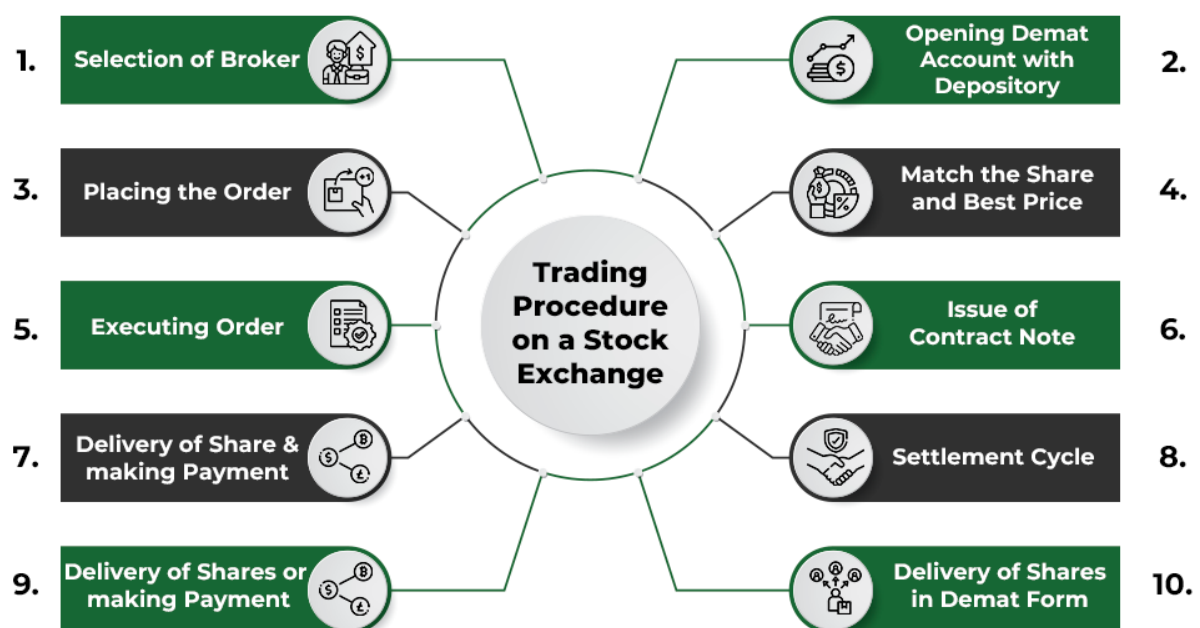 1.
Selection of Broker
Opening Demat
Account with
Depository
2.
3.
Placing the Order
Match the Share
and Best Price
4.
Trading
Procedure
on a Stock
Exchange
5.
Executing Order
Issue of
Contract Note
6.
7.
Delivery of Share &
making Payment
Settlement Cycle
8.
9.
Delivery of Shares or
making Payment
Delivery of Shares
in Demat Form
10.